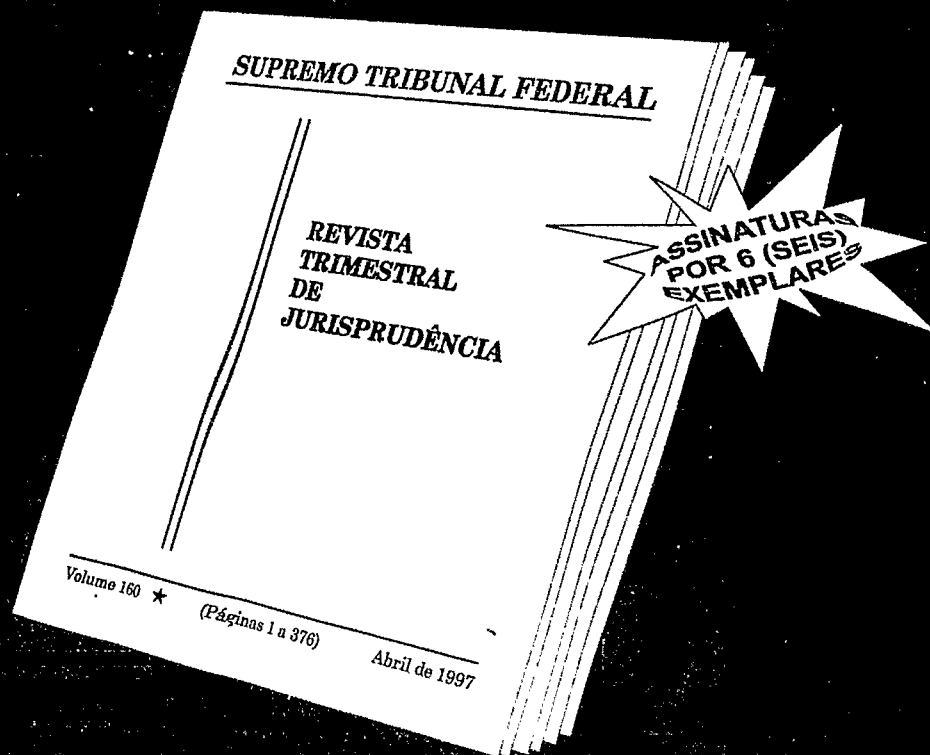 SUPREMO TRIBUNAL FEDERAL
REVISTA
TRIMESTRAL
DE
JURISPRUDÊNCIA
ASSINATURAS
POR 6 (SEIS)
EXEMPLARES
Volume 160 ★
(Páginas 1 a 376)
Abril de 1997